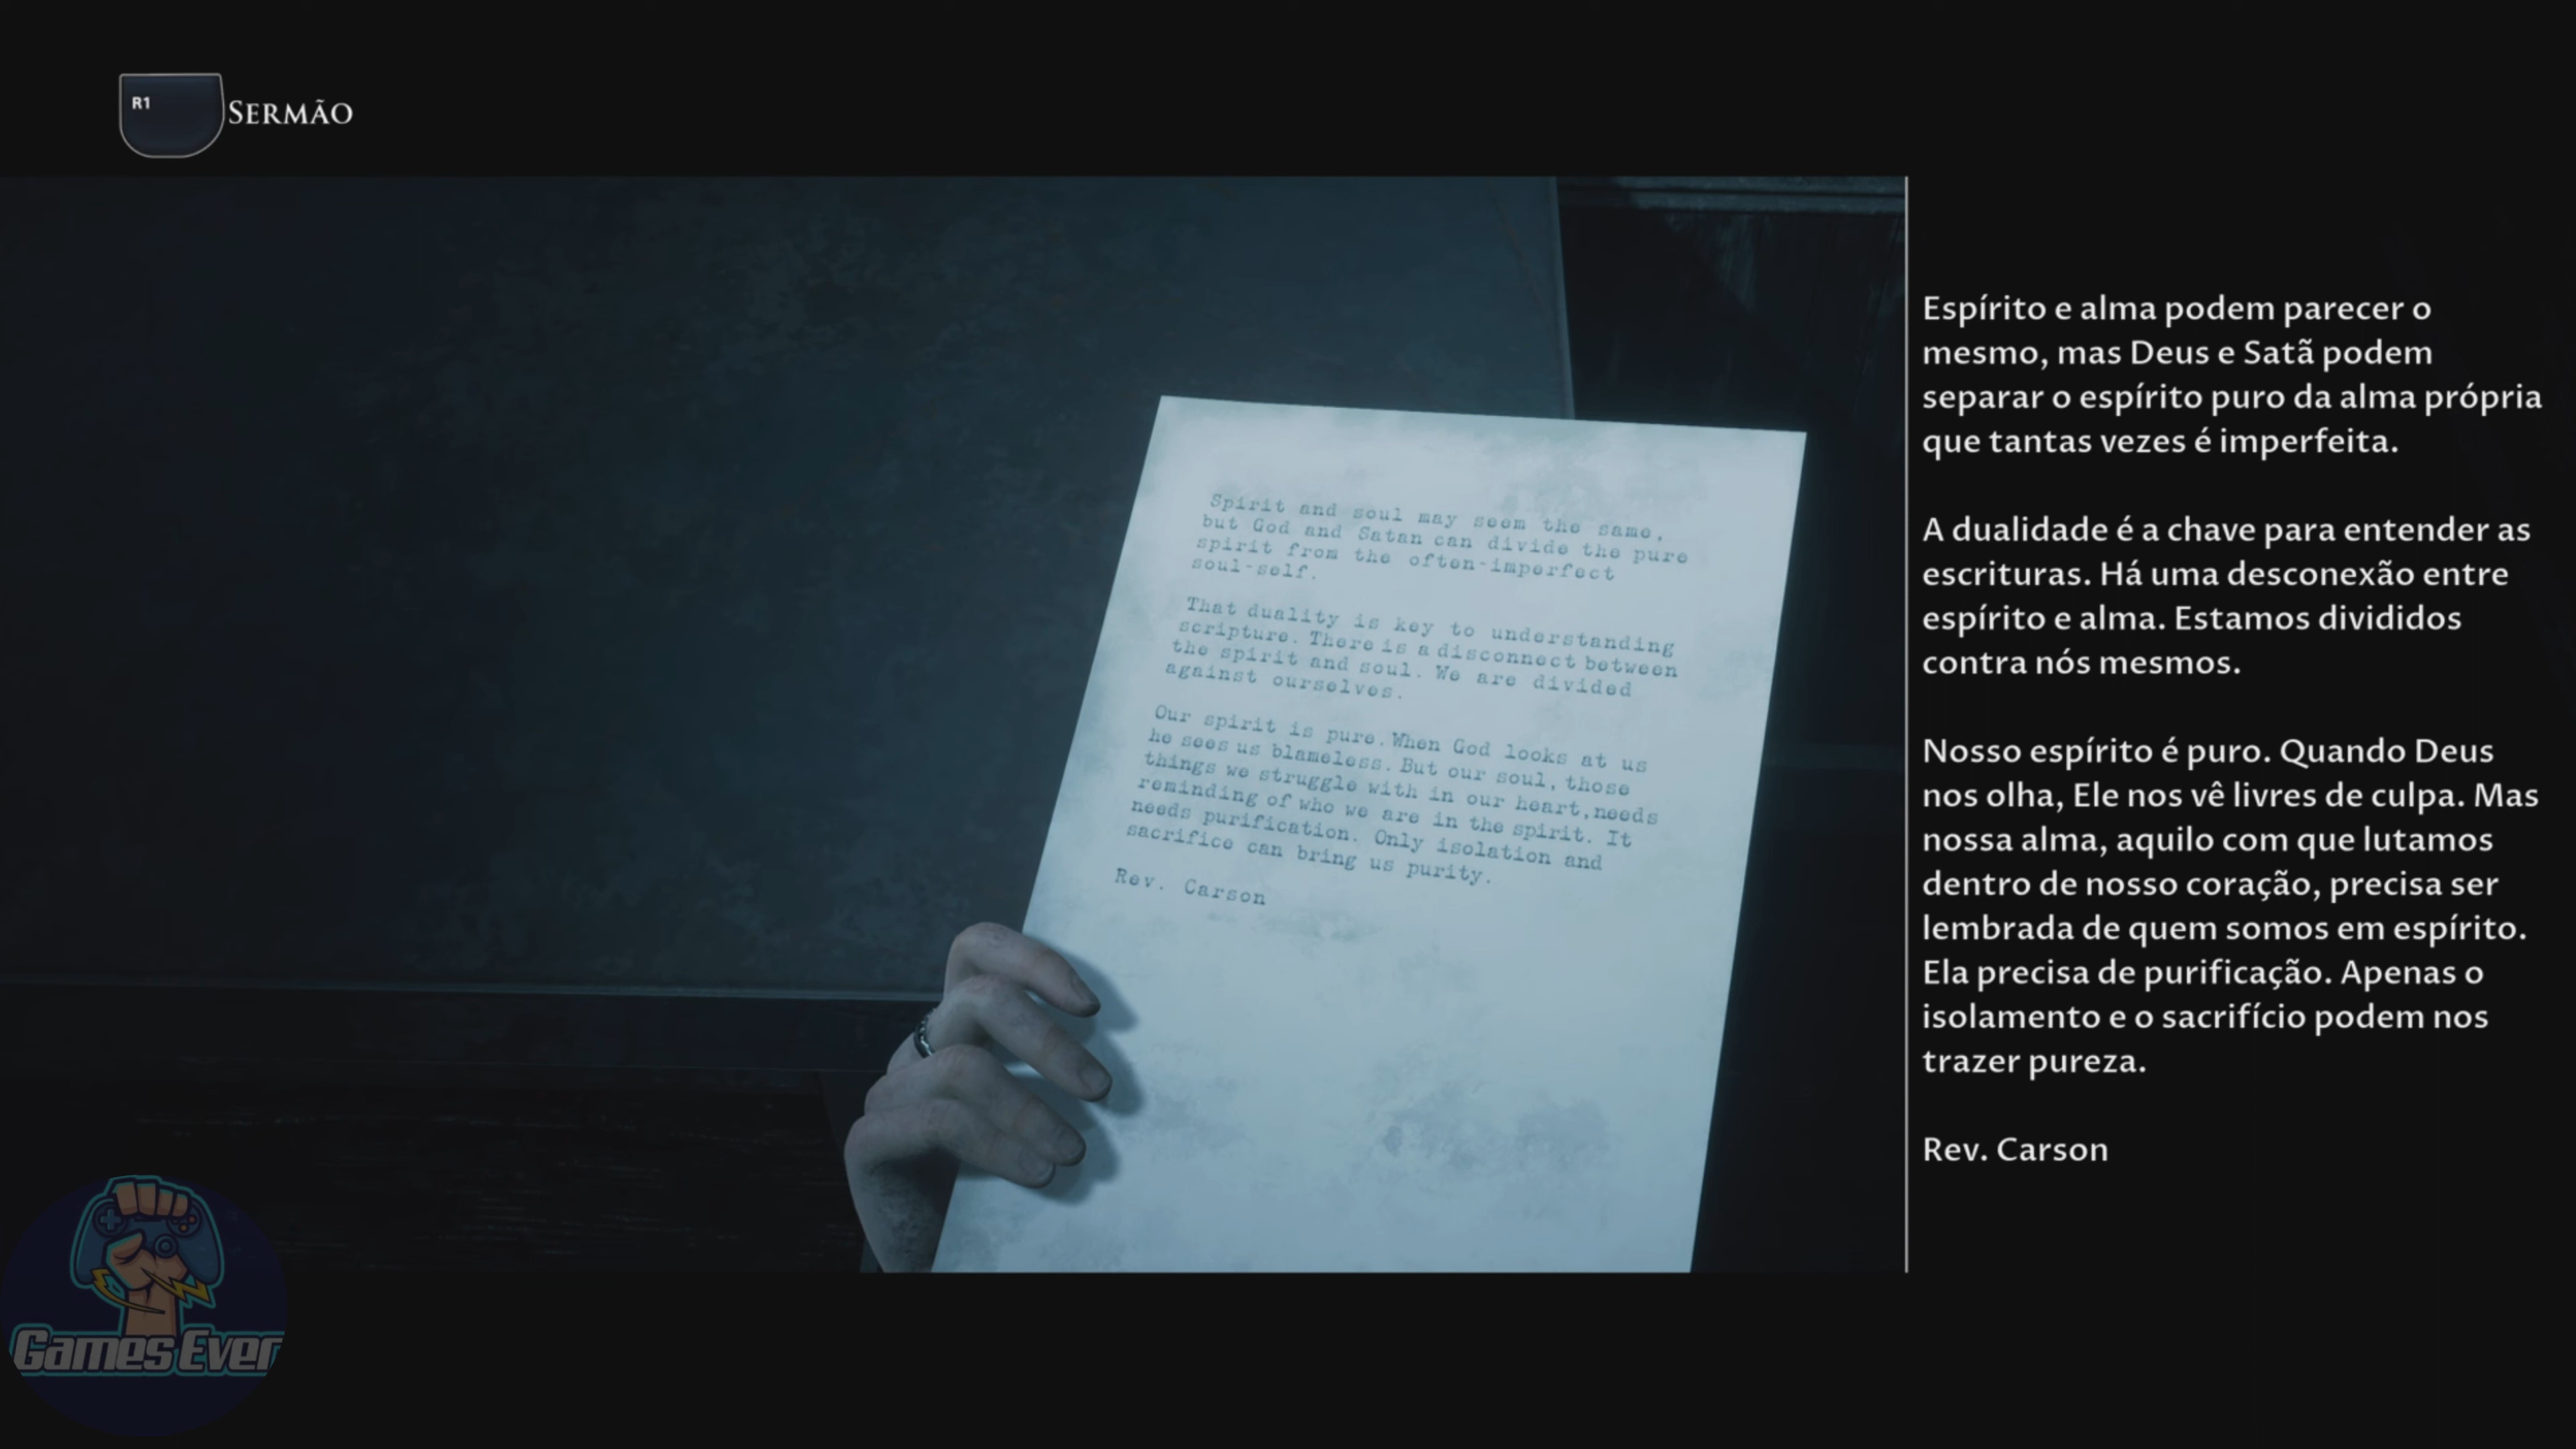 R1
SERMÃO
Spirit and soul may seem the same,
but God and Satan can divide the pure
spirit from the often-imperfect
soul-self.
That duality is key to understanding
scripture. There is a disconnect between
the spirit and soul. We are divided
against ourselves.
Our spirit is pure. When God looks at us
he sees us blameless. But our soul, those
things we struggle with in our heart, needs
reminding of who we are in the spirit. It
needs purification. Only isolation and
sacrifice can bring us purity.
Rev. Carson
Espírito e alma podem parecer o
mesmo, mas Deus e Satã podem
separar o espírito puro da alma própria
que tantas vezes é imperfeita.
A dualidade é a chave para entender as
escrituras. Há uma desconexão entre
espírito e alma. Estamos divididos
contra nós mesmos.
Nosso espírito é puro. Quando Deus
nos olha, Ele nos vê livres de culpa. Mas
nossa alma, aquilo com que lutamos
dentro de nosso coração, precisa ser
lembrada de quem somos em espírito.
Ela precisa de purificação. Apenas o
isolamento e o sacrifício podem nos
trazer pureza.
Rev. Carson
Games Ever